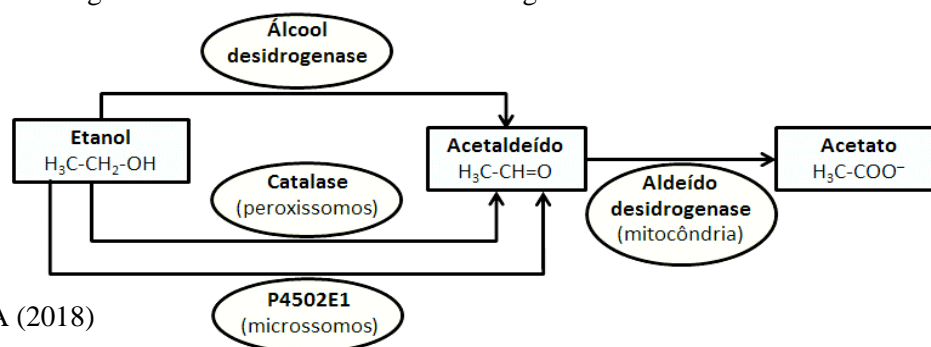 Álcool
desidrogenase
Etanol
H₃C-CH₂-OH
Acetaldeído
H₃C-CH=O
Acetato
H₃C-COO⁻
Catalase
(peroxissomos)
Aldeído
desidrogenase
(mitocôndria)
P4502E1
(microssomos)
A (2018)